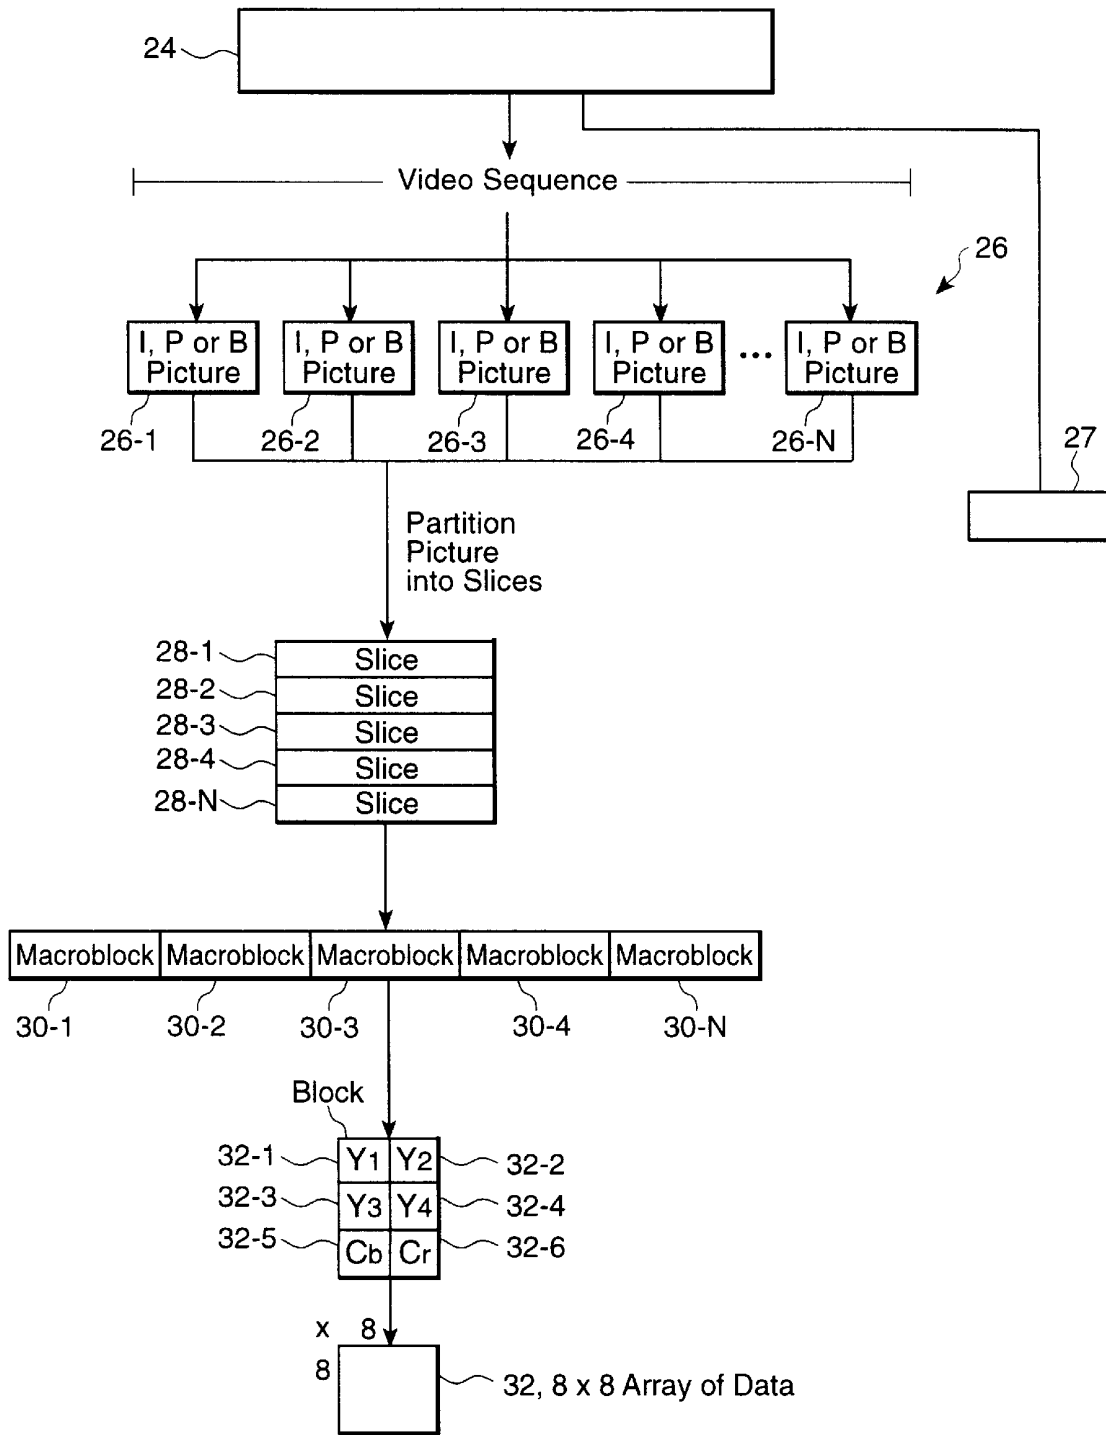 24
Video Sequence
26
I, P or B
Picture
I, P or B
Picture
I, P or B
Picture
I, P or B
Picture
...
I, P or B
Picture
26-1
26-2
26-3
26-4
26-N
27
Partition
Picture
into Slices
28-1
Slice
28-2
Slice
28-3
Slice
28-4
Slice
28-N
Slice
Macroblock
Macroblock
Macroblock
Macroblock
Macroblock
30-1
30-2
30-3
30-4
30-N
Block
32-1
Y1
Y2
32-2
32-3
Y3
Y4
32-4
32-5
Cb
Cr
32-6
x
8
8
32, 8 x 8 Array of Data